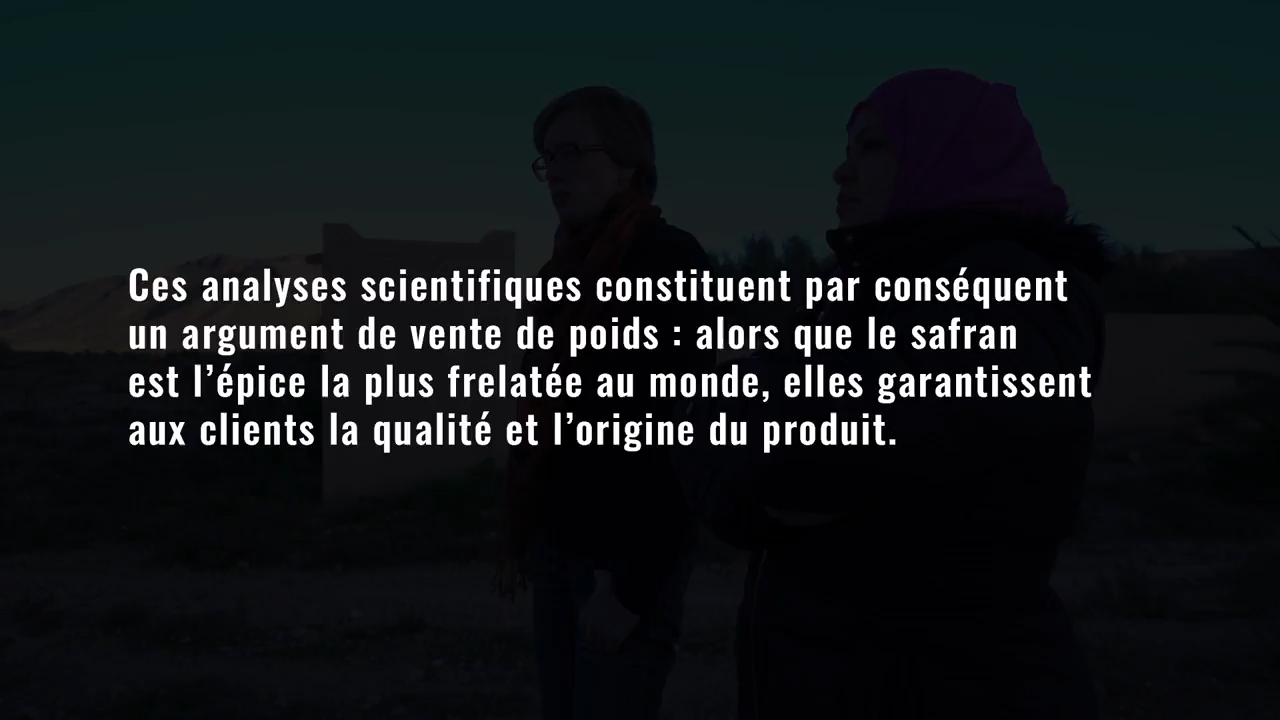 Ces analyses scientifiques constituent par conséquent
un argument de vente de poids : alors que le safran
est l’épice la plus frelatée au monde, elles garantissent
aux clients la qualité et l’origine du produit.